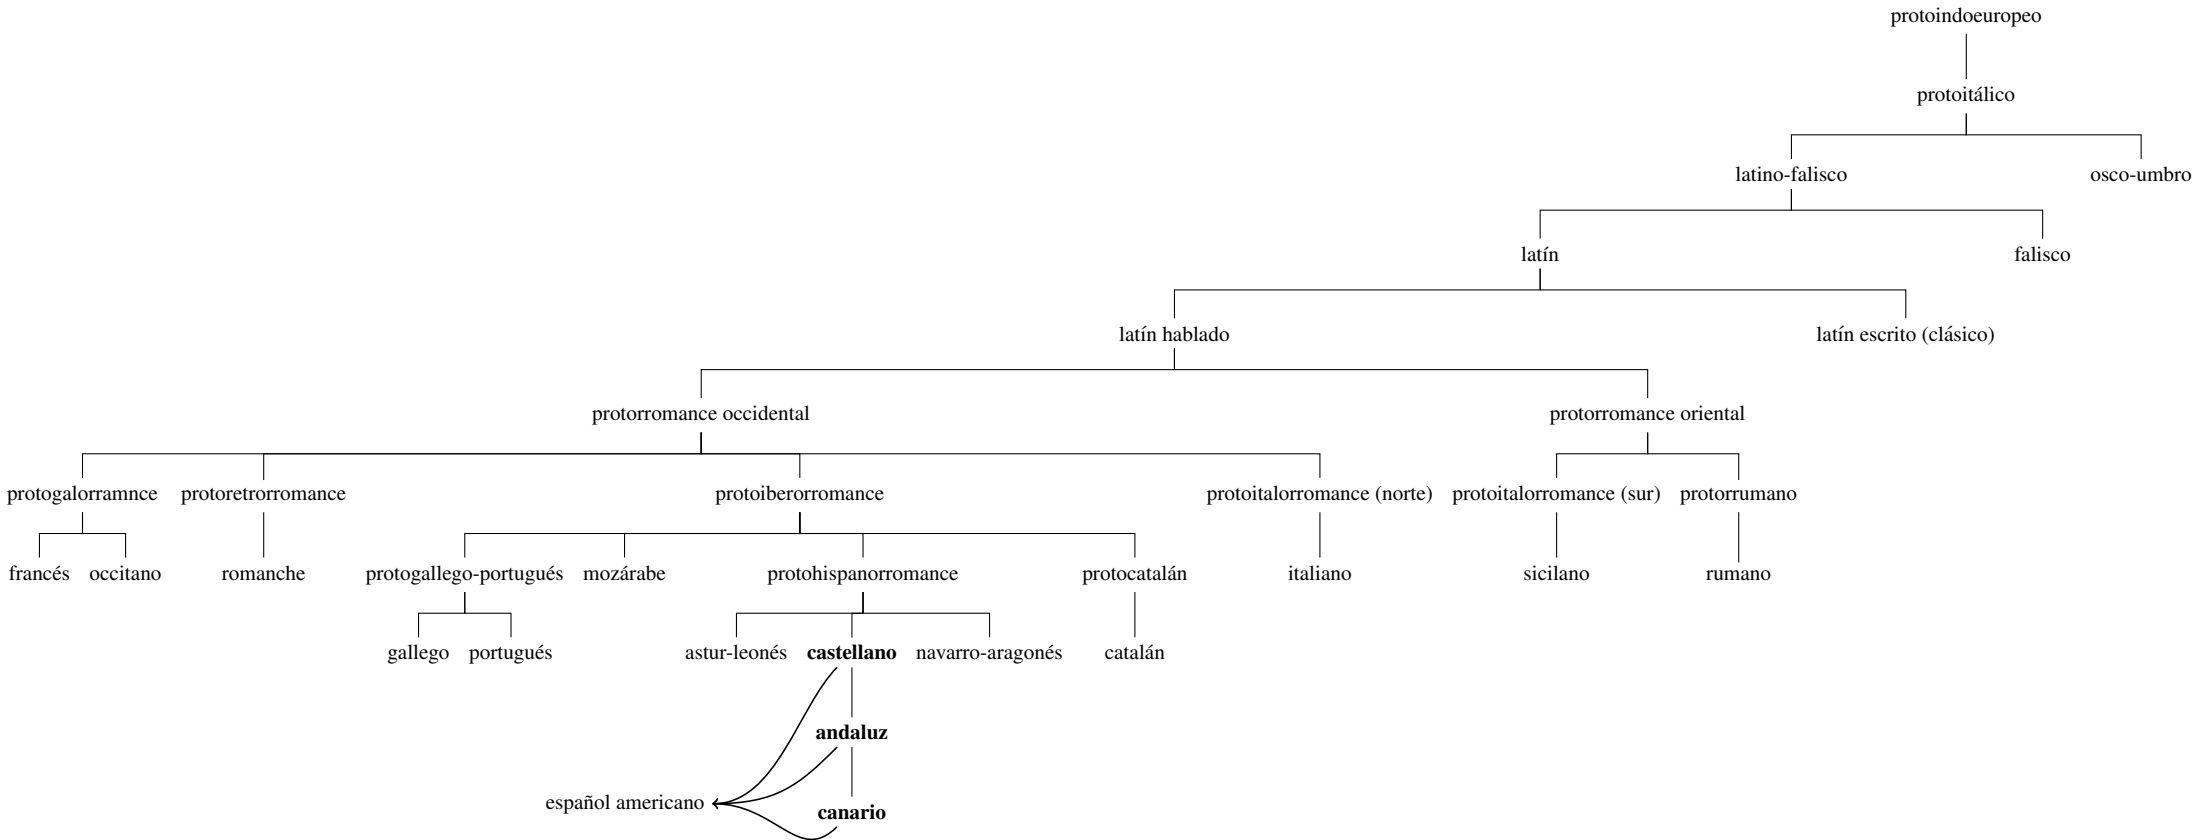 protoindoeuropeo
protoitálico
latino-falisco osco-umbro
latín falisco
latín hablado latín escrito (clásico)
protorromance occidental protorromance oriental
protogalorramnce protoretrorromance protoiberorromance protoitalorromance (norte) protoitalorromance (sur) protorrumano
francés occitano romanche protogallego-portugués mozárabe protohispanorromance protocatalán italiano sicilano rumano
gallego portugués astur-leonés castellano navarro-aragonés catalán
andaluz
español americano canario